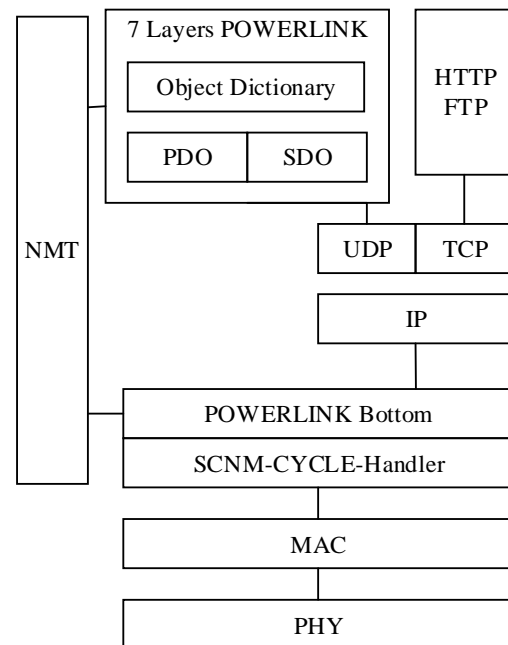 7 Layers POWERLINK
Object Dictionary
HTTP
FTP
PDO
SDO
NMT
UDP
TCP
IP
POWERLINK Bottom
SCNM-CYCLE-Handler
MAC
PHY